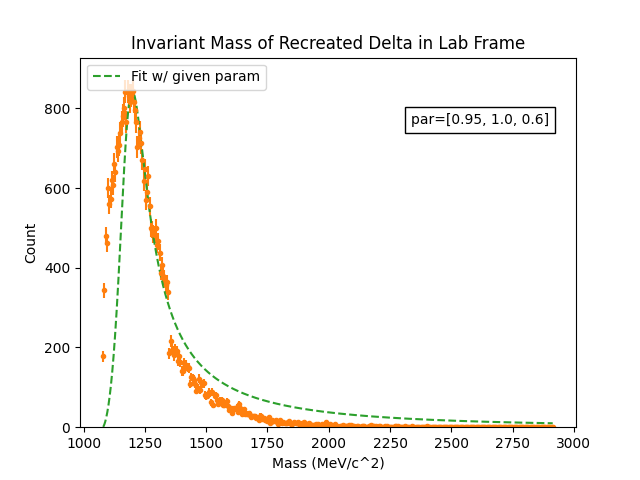 Invariant Mass of Recreated Delta in Lab Frame
Fit w/ given param
par=[0.95, 1.0, 0.6]
Count
800
600
400
200
0
1000 1250 1500 1750 2000 2250 2500 2750 3000
Mass (MeV/c^2)